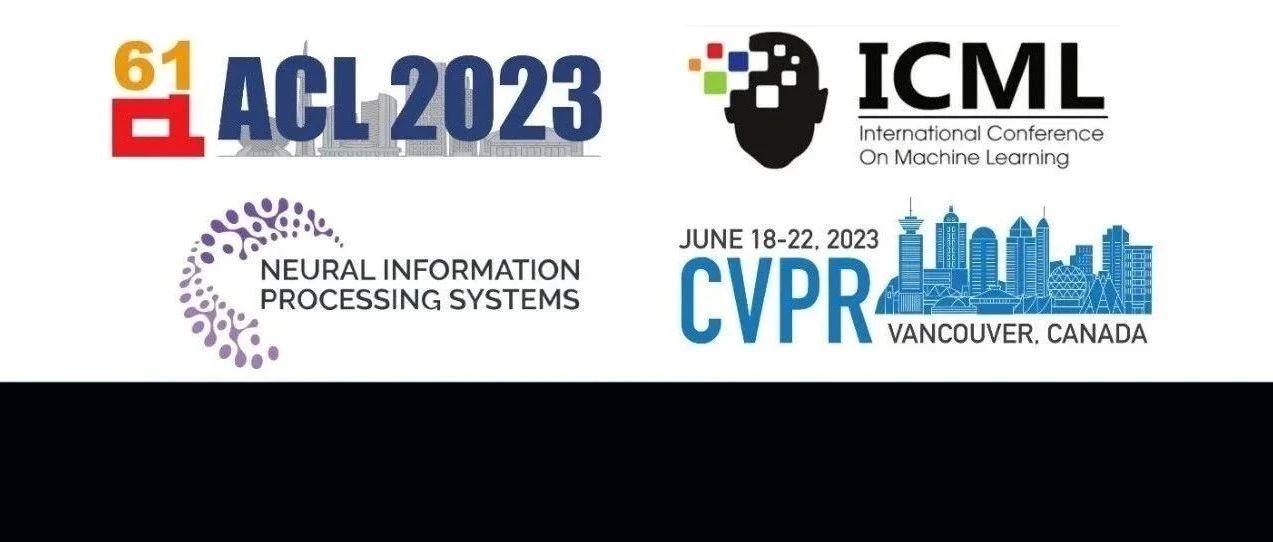 61
ACL 2023
ICML
International Conference
On Machine Learning
NEURAL INFORMATION
PROCESSING SYSTEMS
JUNE 18-22, 2023
CVPR
VANCOUVER, CANADA